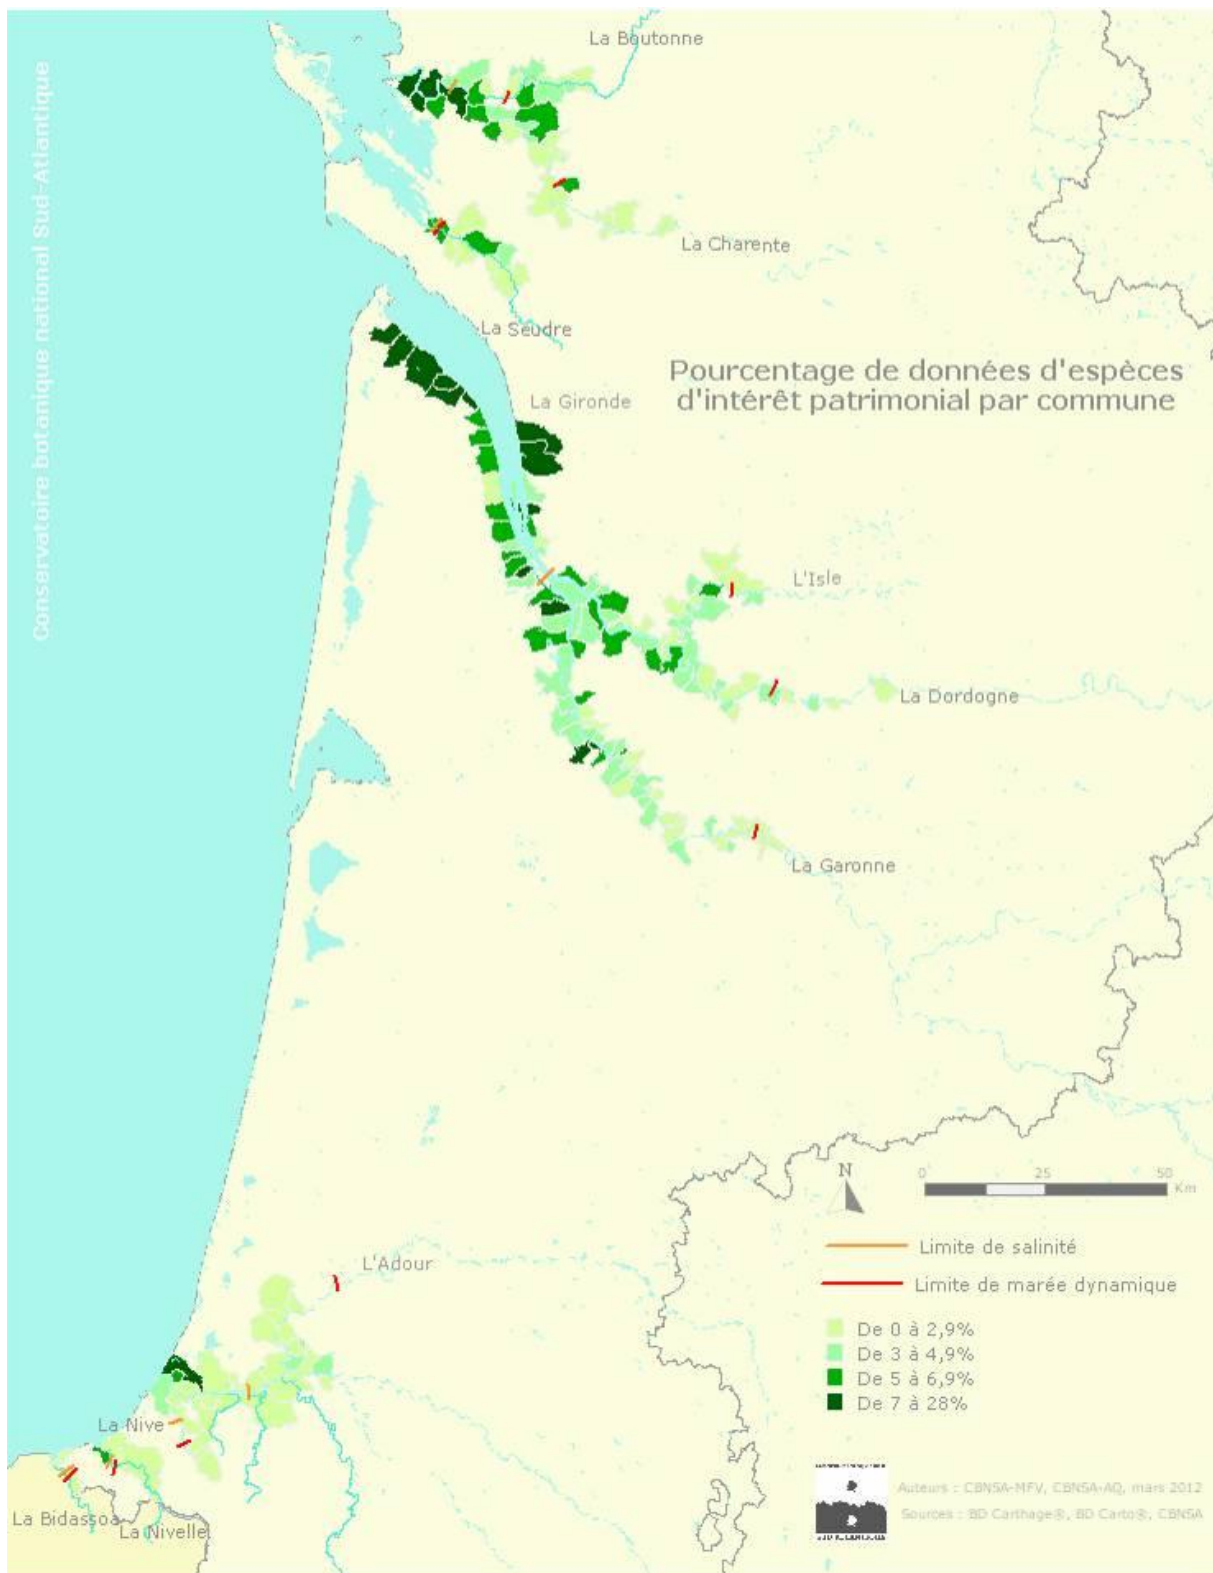 La Boutonne
Conservatoire botanique national Sud-Atlantique
La Charente
La Seudre
Pourcentage de données d'espèces
d'intérêt patrimonial par commune
La Gironde
L'Isle
La Dordogne
La Garonne
N
0 25 50
Km
Limite de salinité
L'Adour
Limite de marée dynamique
De 0 à 2,9%
De 3 à 4,9%
De 5 à 6,9%
De 7 à 28%
La Nive
Auteurs : CBNSA-MFV, CBNSA-AQ, mars 2012
Sources : BD Carthage®, BD Carto®, CBNSA
La Bidassoa
La Nivelle